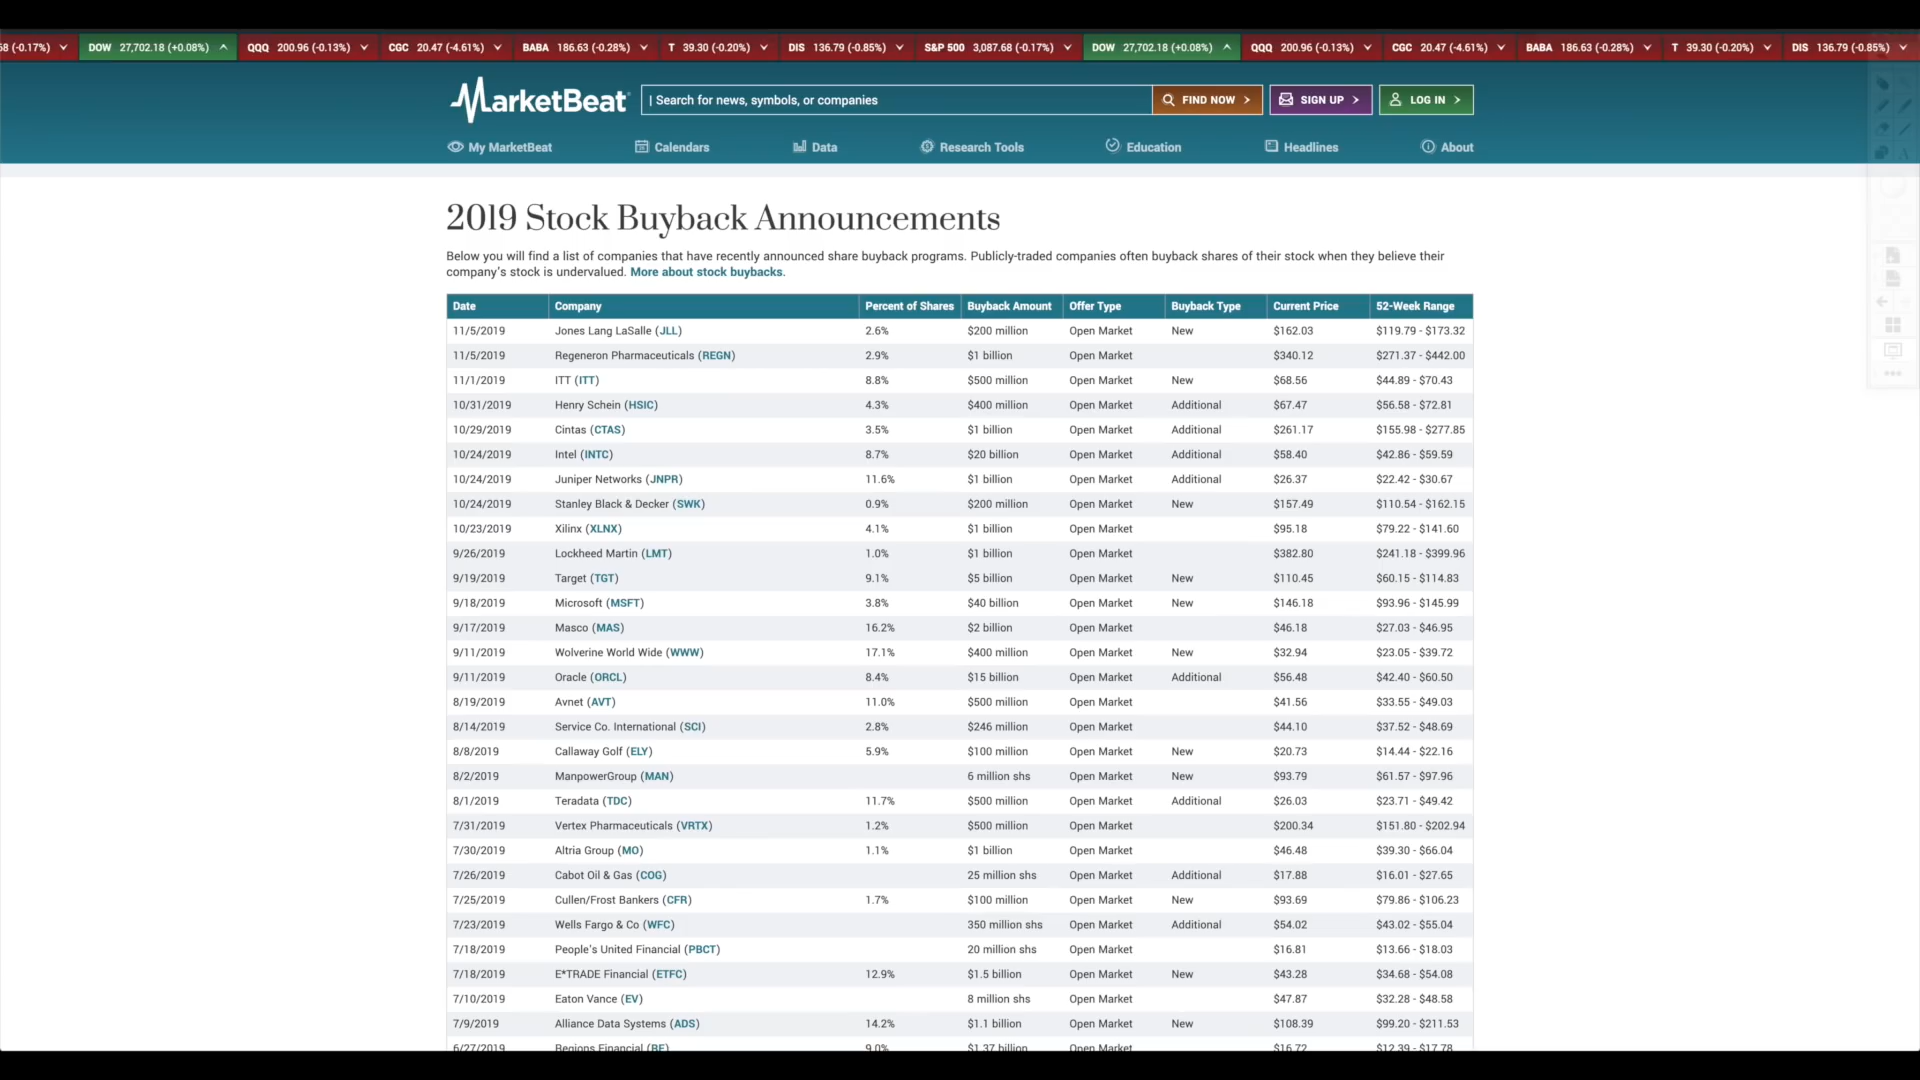 58 (-0.17%) DOW 27,702.18 (+0.08%) QQQ 200.96 (-0.13%) CGC 20.47 (-4.61%) BABA 186.63 (-0.28%) T 39.30 (-0.20%) DIS 136.79 (-0.85%) S&P 500 3,087.68 (-0.17%) DOW 27,702.18 (+0.08%) QQQ 200.96 (-0.13%) CGC 20.47 (-4.61%) BABA 186.63 (-0.28%) T 39.30 (-0.20%) DIS 136.79 (-0.85%)
MarketBeat | Search for news, symbols, or companies FIND NOW SIGN UP LOG IN
My MarketBeat Calendars Data Research Tools Education Headlines About
2019 Stock Buyback Announcements
Below you will find a list of companies that have recently announced share buyback programs. Publicly-traded companies often buyback shares of their stock when they believe their
company's stock is undervalued. More about stock buybacks.
Date Company Percent of Shares Buyback Amount Offer Type Buyback Type Current Price 52-Week Range
11/5/2019 Jones Lang LaSalle (JLL) 2.6% $200 million Open Market New $162.03 $119.79 - $173.32
11/5/2019 Regeneron Pharmaceuticals (REGN) 2.9% $1 billion Open Market $340.12 $271.37 - $442.00
11/1/2019 ITT (ITT) 8.8% $500 million Open Market New $68.56 $44.89 - $70.43
10/31/2019 Henry Schein (HSIC) 4.3% $400 million Open Market Additional $67.47 $56.58 - $72.81
10/29/2019 Cintas (CTAS) 3.5% $1 billion Open Market Additional $261.17 $155.98 - $277.85
10/24/2019 Intel (INTC) 8.7% $20 billion Open Market Additional $58.40 $42.86 - $59.59
10/24/2019 Juniper Networks (JNPR) 11.6% $1 billion Open Market Additional $26.37 $22.42 - $30.67
10/24/2019 Stanley Black & Decker (SWK) 0.9% $200 million Open Market New $157.49 $110.54 - $162.15
10/23/2019 Xilinx (XLNX) 4.1% $1 billion Open Market $95.18 $79.22 - $141.60
9/26/2019 Lockheed Martin (LMT) 1.0% $1 billion Open Market $382.80 $241.18 - $399.96
9/19/2019 Target (TGT) 9.1% $5 billion Open Market New $110.45 $60.15 - $114.83
9/18/2019 Microsoft (MSFT) 3.8% $40 billion Open Market New $146.18 $93.96 - $145.99
9/17/2019 Masco (MAS) 16.2% $2 billion Open Market $46.18 $27.03 - $46.95
9/11/2019 Wolverine World Wide (WWW) 17.1% $400 million Open Market New $32.94 $23.05 - $39.72
9/11/2019 Oracle (ORCL) 8.4% $15 billion Open Market Additional $56.48 $42.40 - $60.50
8/19/2019 Avnet (AVT) 11.0% $500 million Open Market $41.56 $33.55 - $49.03
8/14/2019 Service Co. International (SCI) 2.8% $246 million Open Market $44.10 $37.52 - $48.69
8/8/2019 Callaway Golf (ELY) 5.9% $100 million Open Market New $20.73 $14.44 - $22.16
8/2/2019 ManpowerGroup (MAN) 6 million shs Open Market New $93.79 $61.57 - $97.96
8/1/2019 Teradata (TDC) 11.7% $500 million Open Market Additional $26.03 $23.71 - $49.42
7/31/2019 Vertex Pharmaceuticals (VRTX) 1.2% $500 million Open Market $200.34 $151.80 - $202.94
7/30/2019 Altria Group (MO) 1.1% $1 billion Open Market $46.48 $39.30 - $66.04
7/26/2019 Cabot Oil & Gas (COG) 25 million shs Open Market Additional $17.88 $16.01 - $27.65
7/25/2019 Cullen/Frost Bankers (CFR) 1.7% $100 million Open Market New $93.69 $79.86 - $106.23
7/23/2019 Wells Fargo & Co (WFC) 350 million shs Open Market Additional $54.02 $43.02 - $55.04
7/18/2019 People's United Financial (PBCT) 20 million shs Open Market $16.81 $13.66 - $18.03
7/18/2019 E*TRADE Financial (ETFC) 12.9% $1.5 billion Open Market New $43.28 $34.68 - $54.08
7/10/2019 Eaton Vance (EV) 8 million shs Open Market $47.87 $32.28 - $48.58
7/9/2019 Alliance Data Systems (ADS) 14.2% $1.1 billion Open Market New $108.39 $99.20 - $211.53
6/27/2019 Regions Financial (RF) 9.0% $1.37 billion Open Market $16.72 $12.39 - $17.78